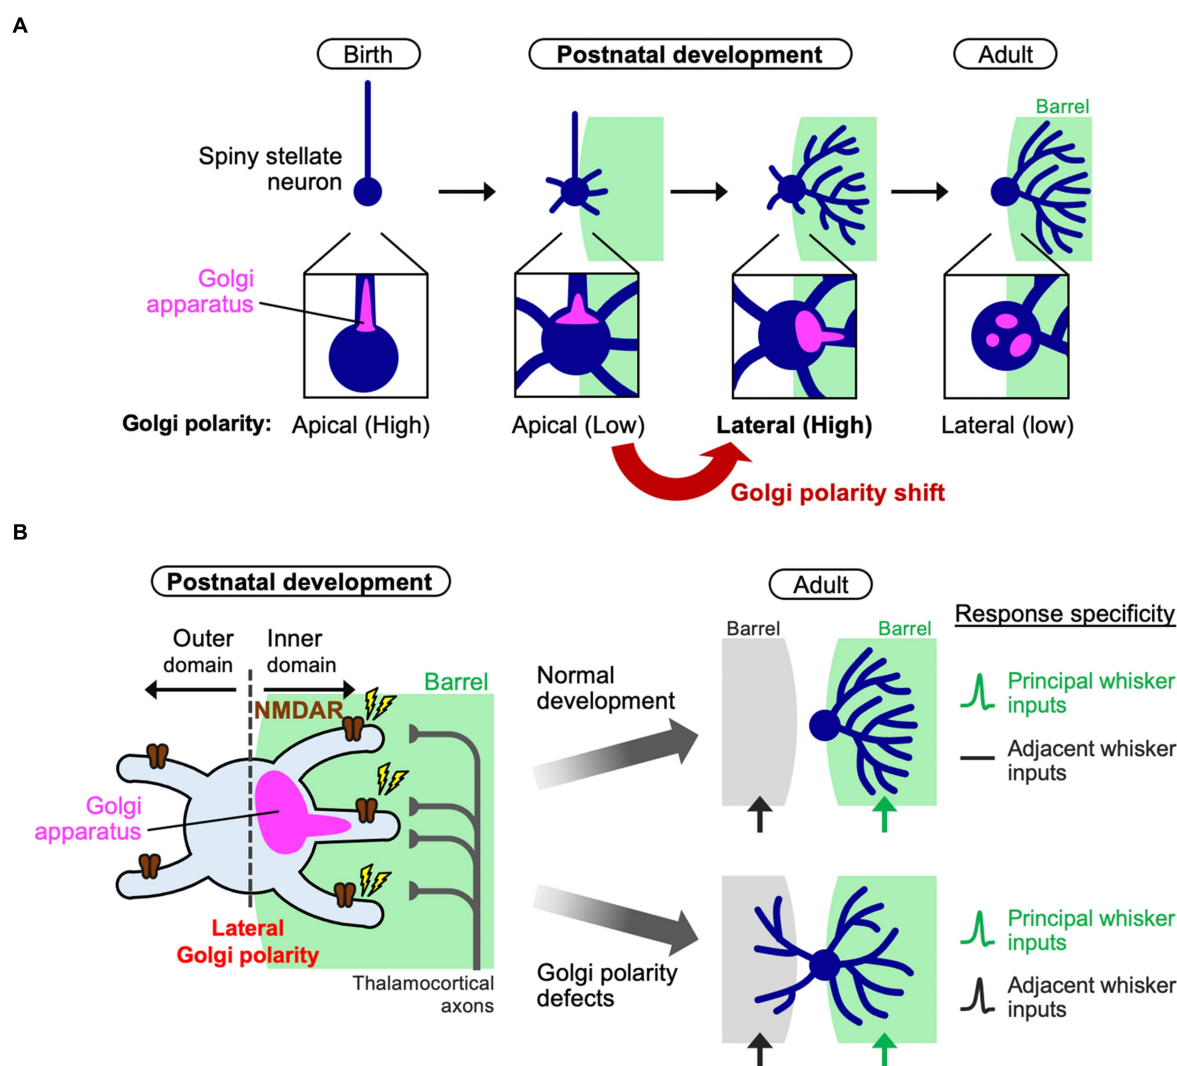 A
Birth
Postnatal development
Adult
Barrel
Spiny stellate
neuron
Golgi
apparatus
Golgi polarity:
Apical (High)
Apical (Low)
Lateral (High)
Lateral (low)
Golgi polarity shift
B
Postnatal development
Adult
Response specificity
Outer
domain
Inner
domain
Barrel
NMDAR
Golgi
apparatus
Lateral
Golgi polarity
Thalamocortical
axons
Normal
development
Barrel
Barrel
Principal whisker
inputs
Adjacent whisker
inputs
Golgi polarity
defects
Principal whisker
inputs
Adjacent whisker
inputs